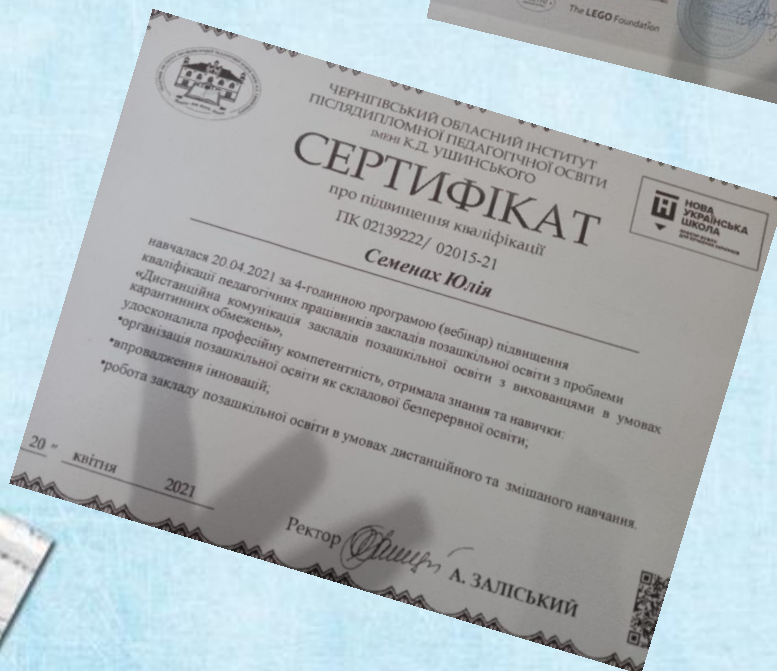 The LEGO Foundation
ЧЕРНІГІВСЬКИЙ ОБЛАСНИЙ ІНСТИТУТ
ПІСЛЯДИПЛОМНОЇ ПЕДАГОГІЧНОЇ ОСВІТИ
ІМЕНІ К.Д. УШИНСЬКОГО
СЕРТИФІКАТ
про підвищення кваліфікації
ПК 02139222/ 02015-21
НОВА
УКРАЇНСЬКА
ШКОЛА
Семенах Юлія
навчалася 20.04.2021 за 4-годинною програмою (вебінар) підвищення
кваліфікації педагогічних працівників закладів позашкільної освіти з проблеми
«Дистанційна комунікація закладів позашкільної освіти з вихованцями в умовах
карантинних обмежень»,
удосконалила професійну компетентність, отримала знання та навички:
•організація позашкільної освіти як складової безперервної освіти;
•впровадження інновацій;
•робота закладу позашкільної освіти в умовах дистанційного та змішаного навчання.
20 " квітня 2021
Ректор А. ЗАЛІСЬКИЙ